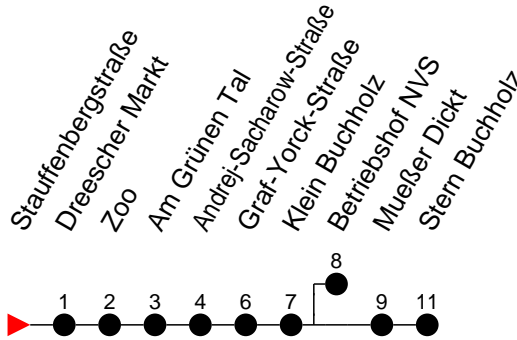 Stauffenbergstraße
Dreescher Markt
Zoo
Am Grünen Tal
Andrej-Sacharow-Straße
Graf-Yorck-Straße
Klein Buchholz
Betriebshof NVS
Mueßer Dickt
Stern Buchholz
1 2 3 4 6 7 8 9 11